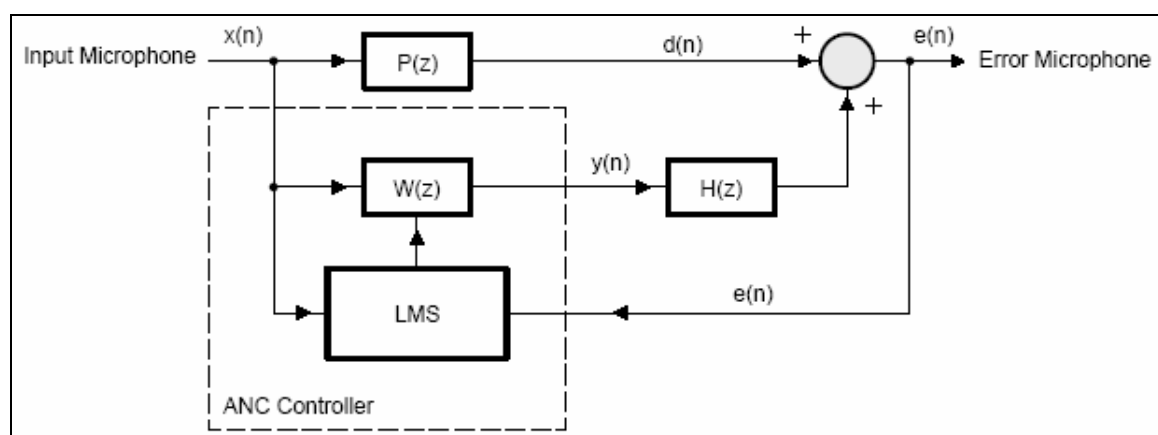 x(n)
Input Microphone
P(z)
d(n)
+
e(n)
Error Microphone
+
W(z)
y(n)
H(z)
LMS
e(n)
ANC Controller